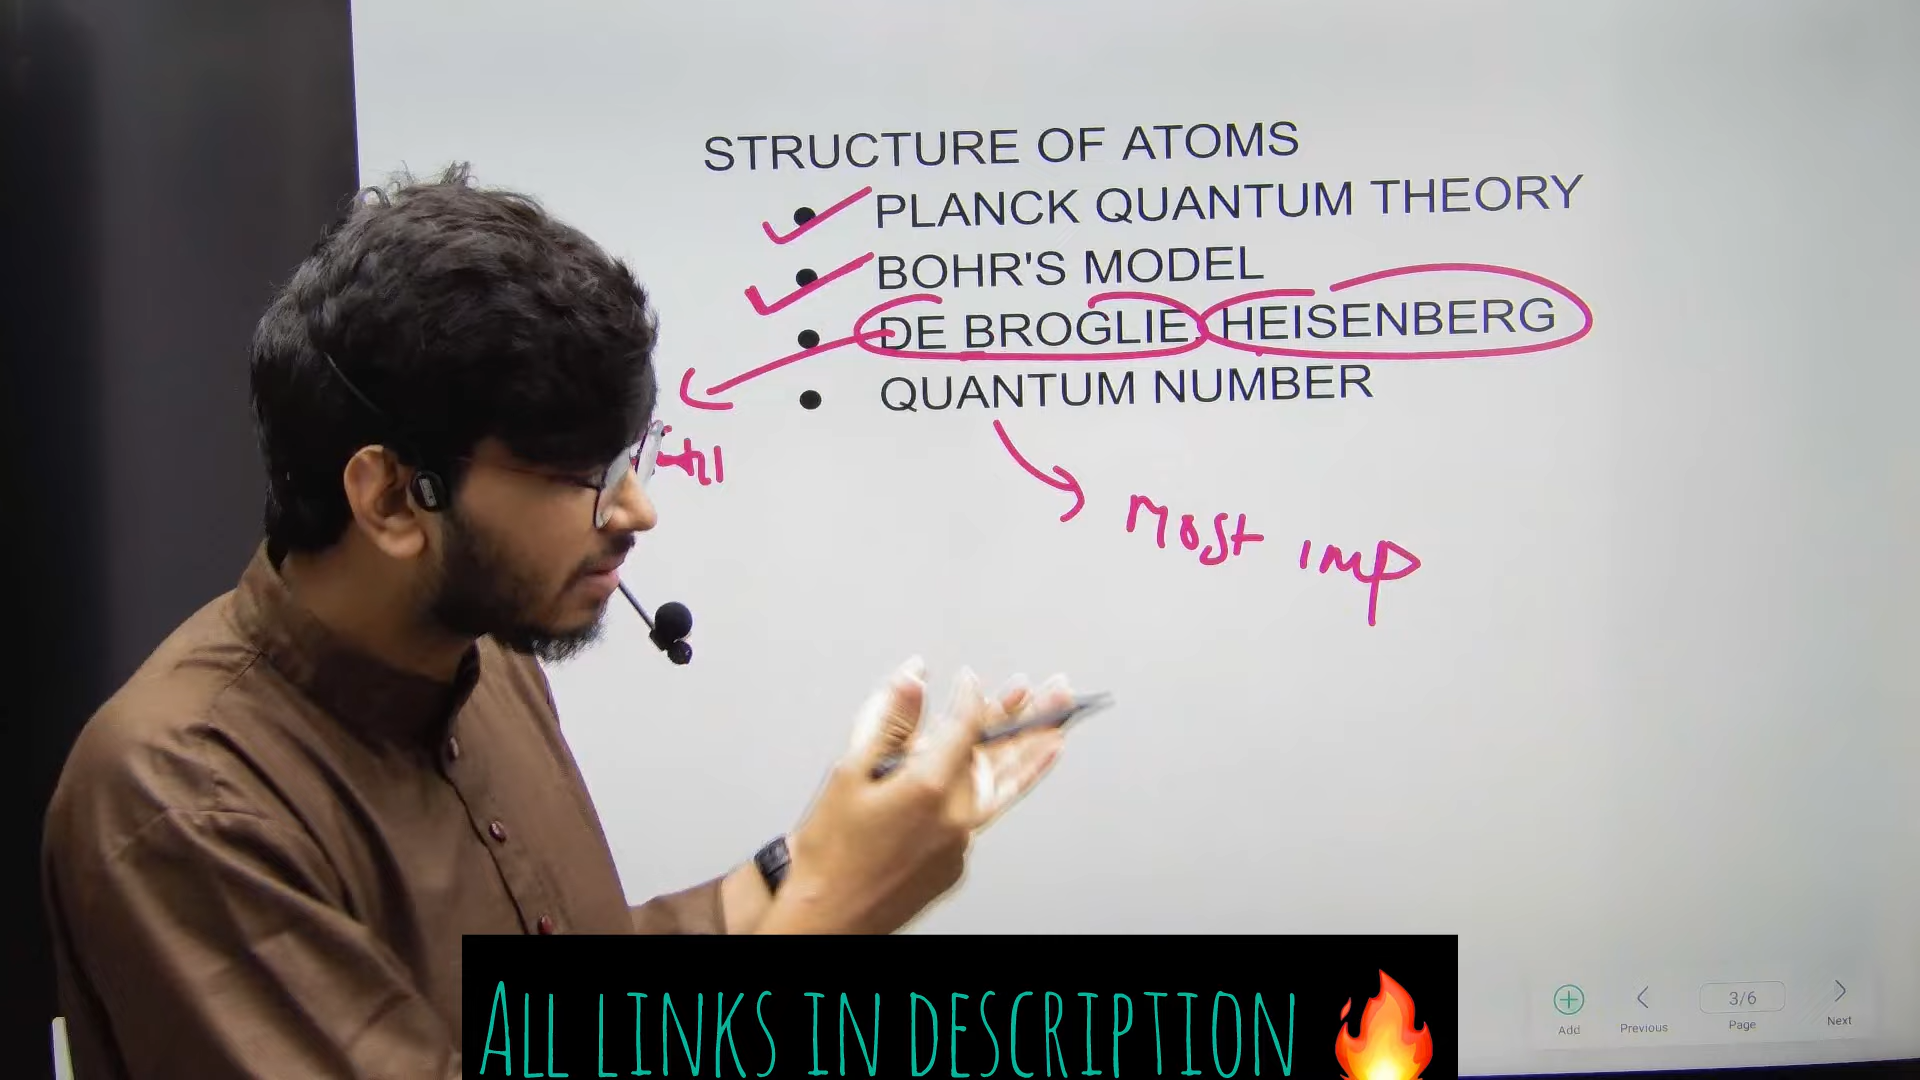 STRUCTURE OF ATOMS
PLANCK QUANTUM THEORY
BOHR'S MODEL
DE BROGLIE, HEISENBERG
QUANTUM NUMBER
Most imp
ALL LINKS IN DESCRIPTION 🔥
Add
Previous
3/6
Page
Next